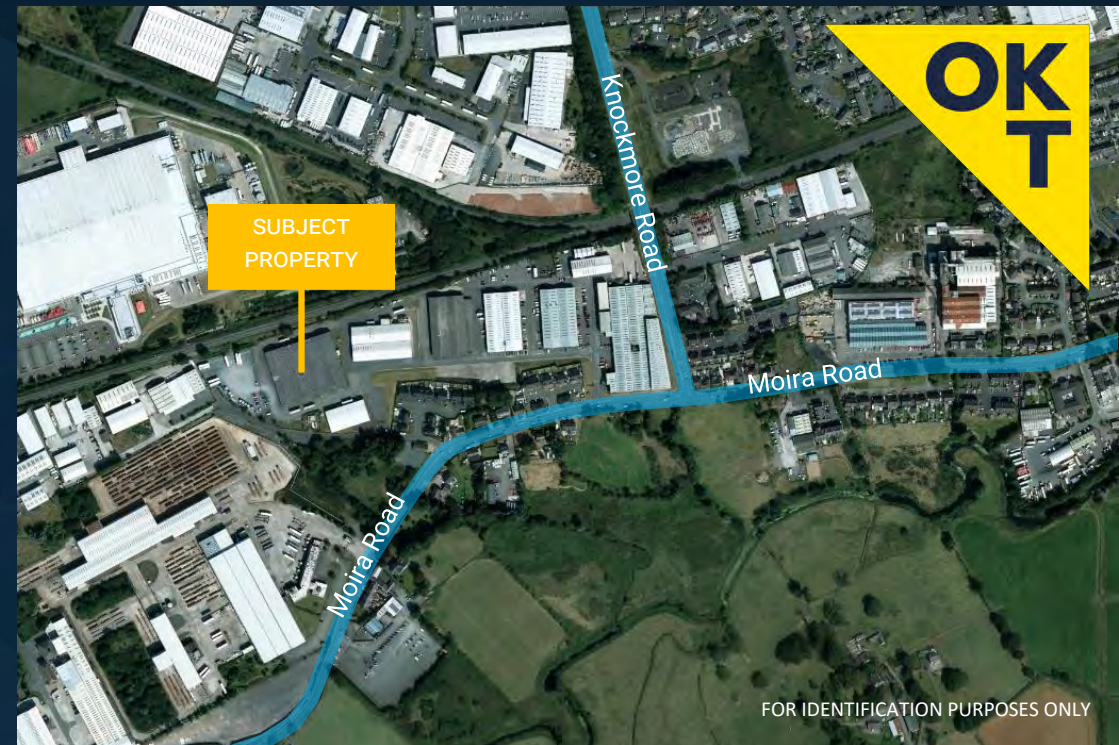 OK
T
Knockmore Road
SUBJECT
PROPERTY
Moira Road
Moira Road
FOR IDENTIFICATION PURPOSES ONLY